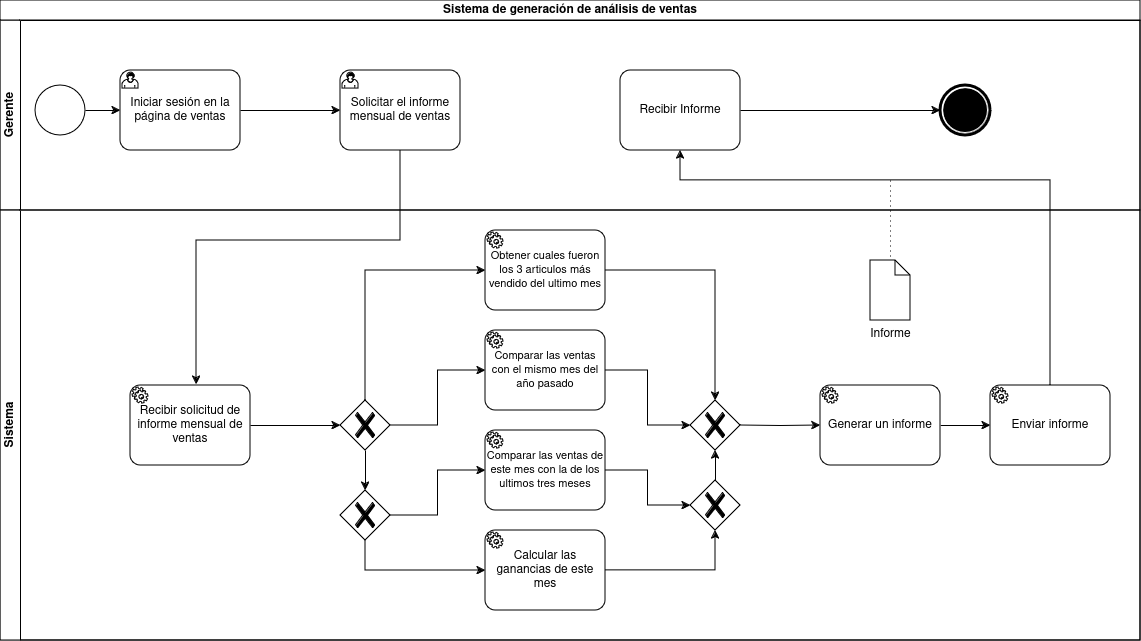 Sistema de generación de análisis de ventas
Gerente
Iniciar sesión en la
página de ventas
Solicitar el informe
mensual de ventas
Recibir Informe
Sistema
Obtener cuales fueron
los 3 articulos más
vendido del ultimo mes
Comparar las ventas
con el mismo mes del
año pasado
Informe
Recibir solicitud de
informe mensual de
ventas
Comparar las ventas de
este mes con la de los
ultimos tres meses
Generar un informe
Enviar informe
Calcular las
ganancias de este
mes